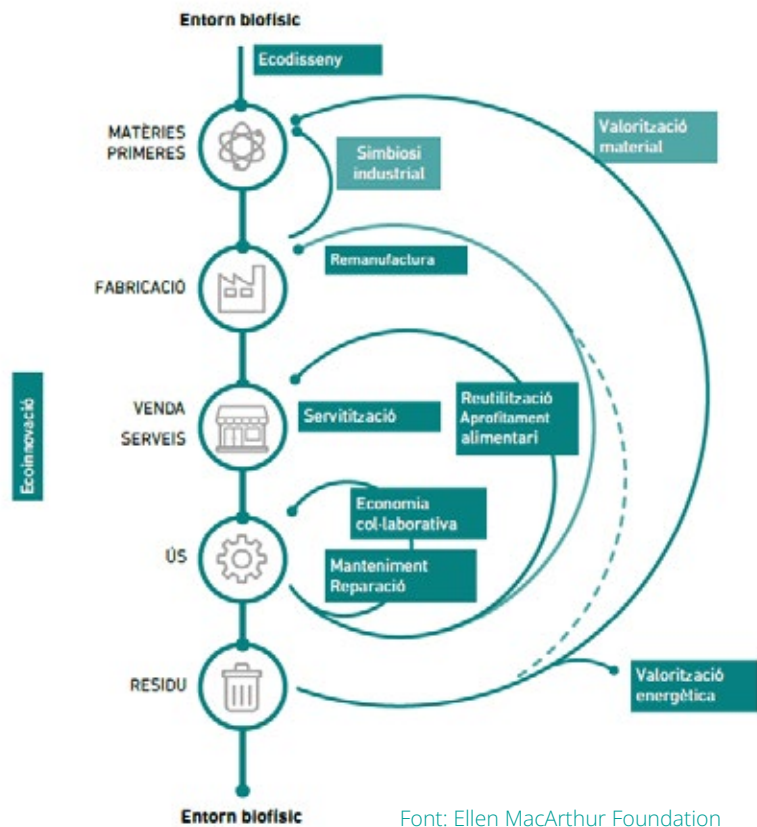 Entorn biofísic
Ecodisseny
MATÈRIES
PRIMERES
Simbiosi
industrial
Valorització
material
Remanufactura
FABRICACIÓ
Ecoinnovació
VENDA
SERVEIS
Servitització
Reutilització
Aprofitament
alimentari
Economia
col·laborativa
ÚS
Manteniment
Reparació
RESIDU
Valorització
energètica
Entorn biofísic
Font: Ellen MacArthur Foundation